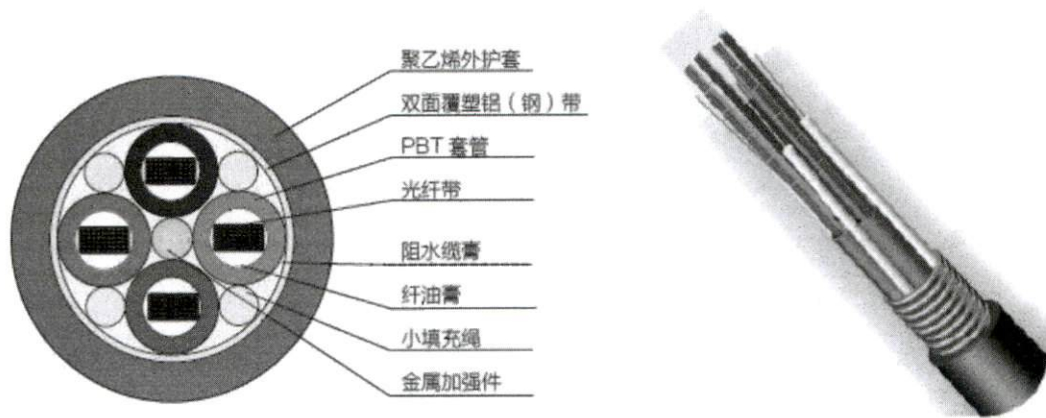 聚乙烯外护套
双面覆塑铝（钢）带
PBT 套管
光纤带
阻水缆膏
纤油膏
小填充绳
金属加强件